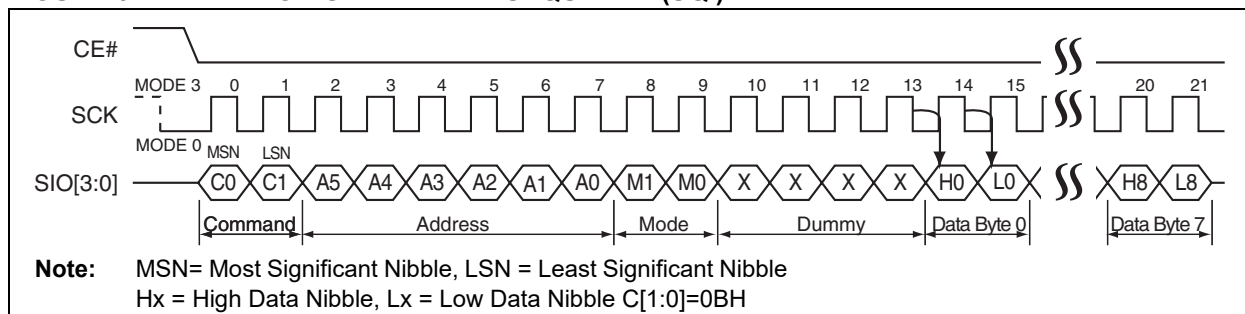 CE#
MODE 3 0 1 2 3 4 5 6 7 8 9 10 11 12 13 14 15 20 21
SCK
MODE 0
MSN LSN
SIO[3:0] C0 C1 A5 A4 A3 A2 A1 A0 M1 M0 X X X X H0 L0 H8 L8
Command Address Mode Dummy Data Byte 0 Data Byte 7
Note: MSN= Most Significant Nibble, LSN = Least Significant Nibble
Hx = High Data Nibble, Lx = Low Data Nibble C[1:0]=0BH